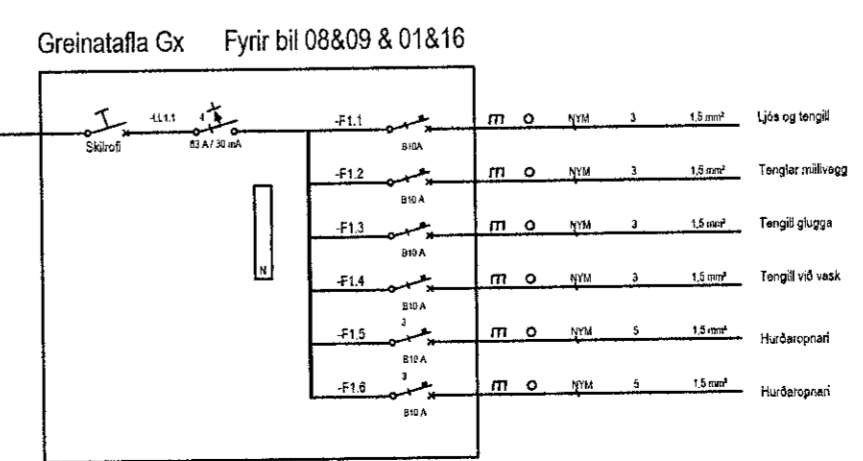 Greinatafla Gx Fyrir bil 08&09 & 01&16
-LL1.1 4
Skilrofi 63 A / 30 mA
N
-F1.1 B10A NYM 3 1,5 mm² Ljós og tengill
-F1.2 B10 A NYM 3 1,5 mm² Tenglar millivegg
-F1.3 B10 A NYM 3 1,5 mm² Tengill glugga
-F1.4 B10 A NYM 3 1,5 mm² Tengill við vask
-F1.5 3 B10 A NYM 5 1,5 mm² Hurðaropnari
-F1.6 3 B10 A NYM 5 1,5 mm² Hurðaropnari